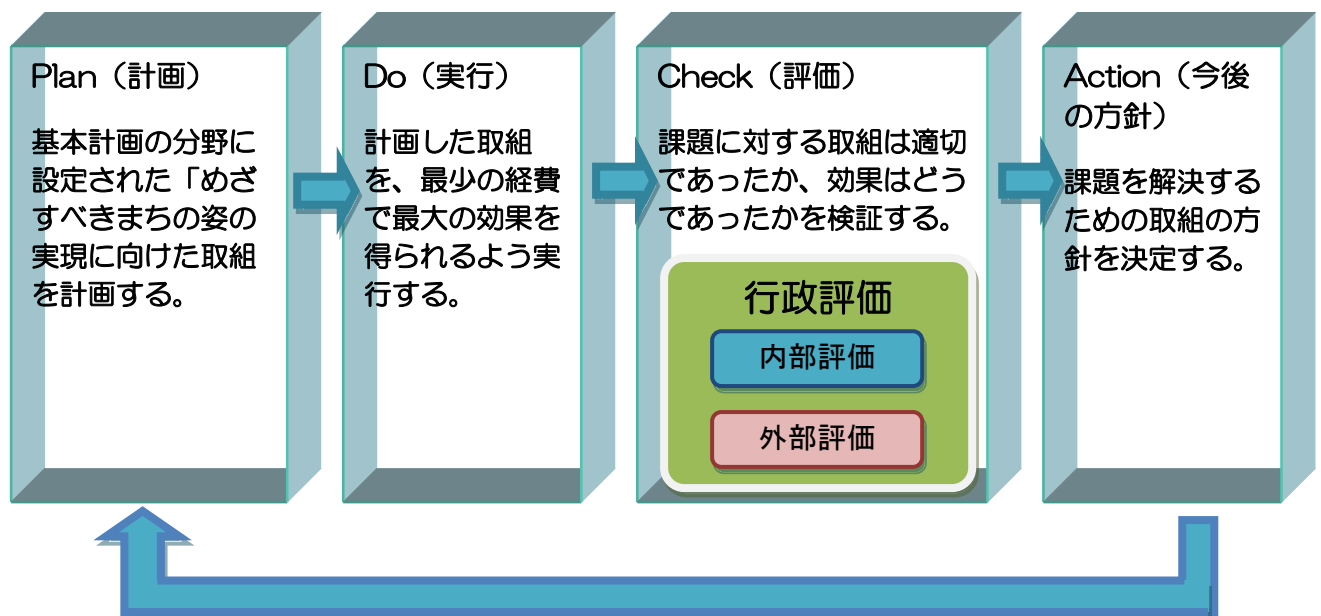 Plan（計画）
基本計画の分野に
設定された「めざ
すべきまちの姿の
実現に向けた取組
を計画する。
Do（実行）
計画した取組
を、最少の経費
で最大の効果を
得られるよう実
行する。
Check（評価）
課題に対する取組は適切
であったか、効果はどう
であったかを検証する。
行政評価
内部評価
外部評価
Action（今後
の方針）
課題を解決する
ための取組の方
針を決定する。